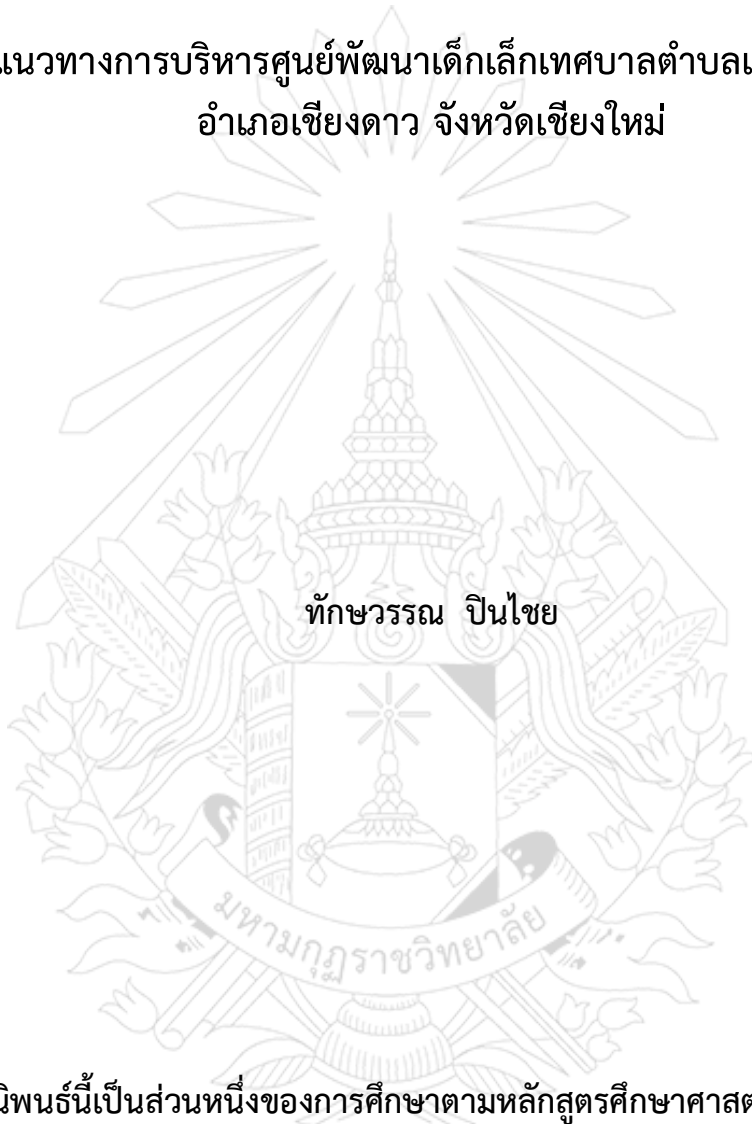 แนวทางการบริหารศูนย์พัฒนาเด็กเล็กเทศบาลตำบล
อำเภอเชียงดาว จังหวัดเชียงใหม่
ทักษวรรณ ปินไชย
มหามกุฏราชวิทยาลัย
นิพนธ์นี้เป็นส่วนหนึ่งของการศึกษาตามหลักสูตรศึกษาศาสต